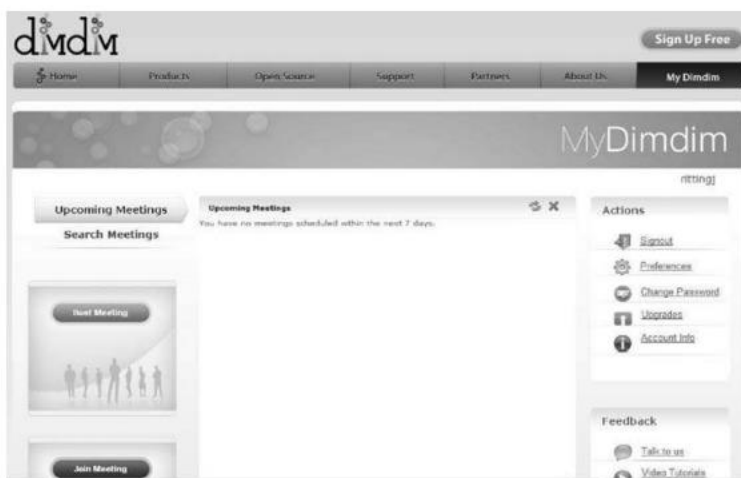 dimdim
Sign Up Free
Home Products Open Source Support Partners About Us My Dimdim
MyDimdim
rittingj
Upcoming Meetings
Search Meetings
Upcoming Meetings
You have no meetings scheduled within the next 7 days.
Host Meeting
Join Meeting
Actions
Signout
Preferences
Change Password
Upgrades
Account Info
Feedback
Talk to us
Video Tutorials